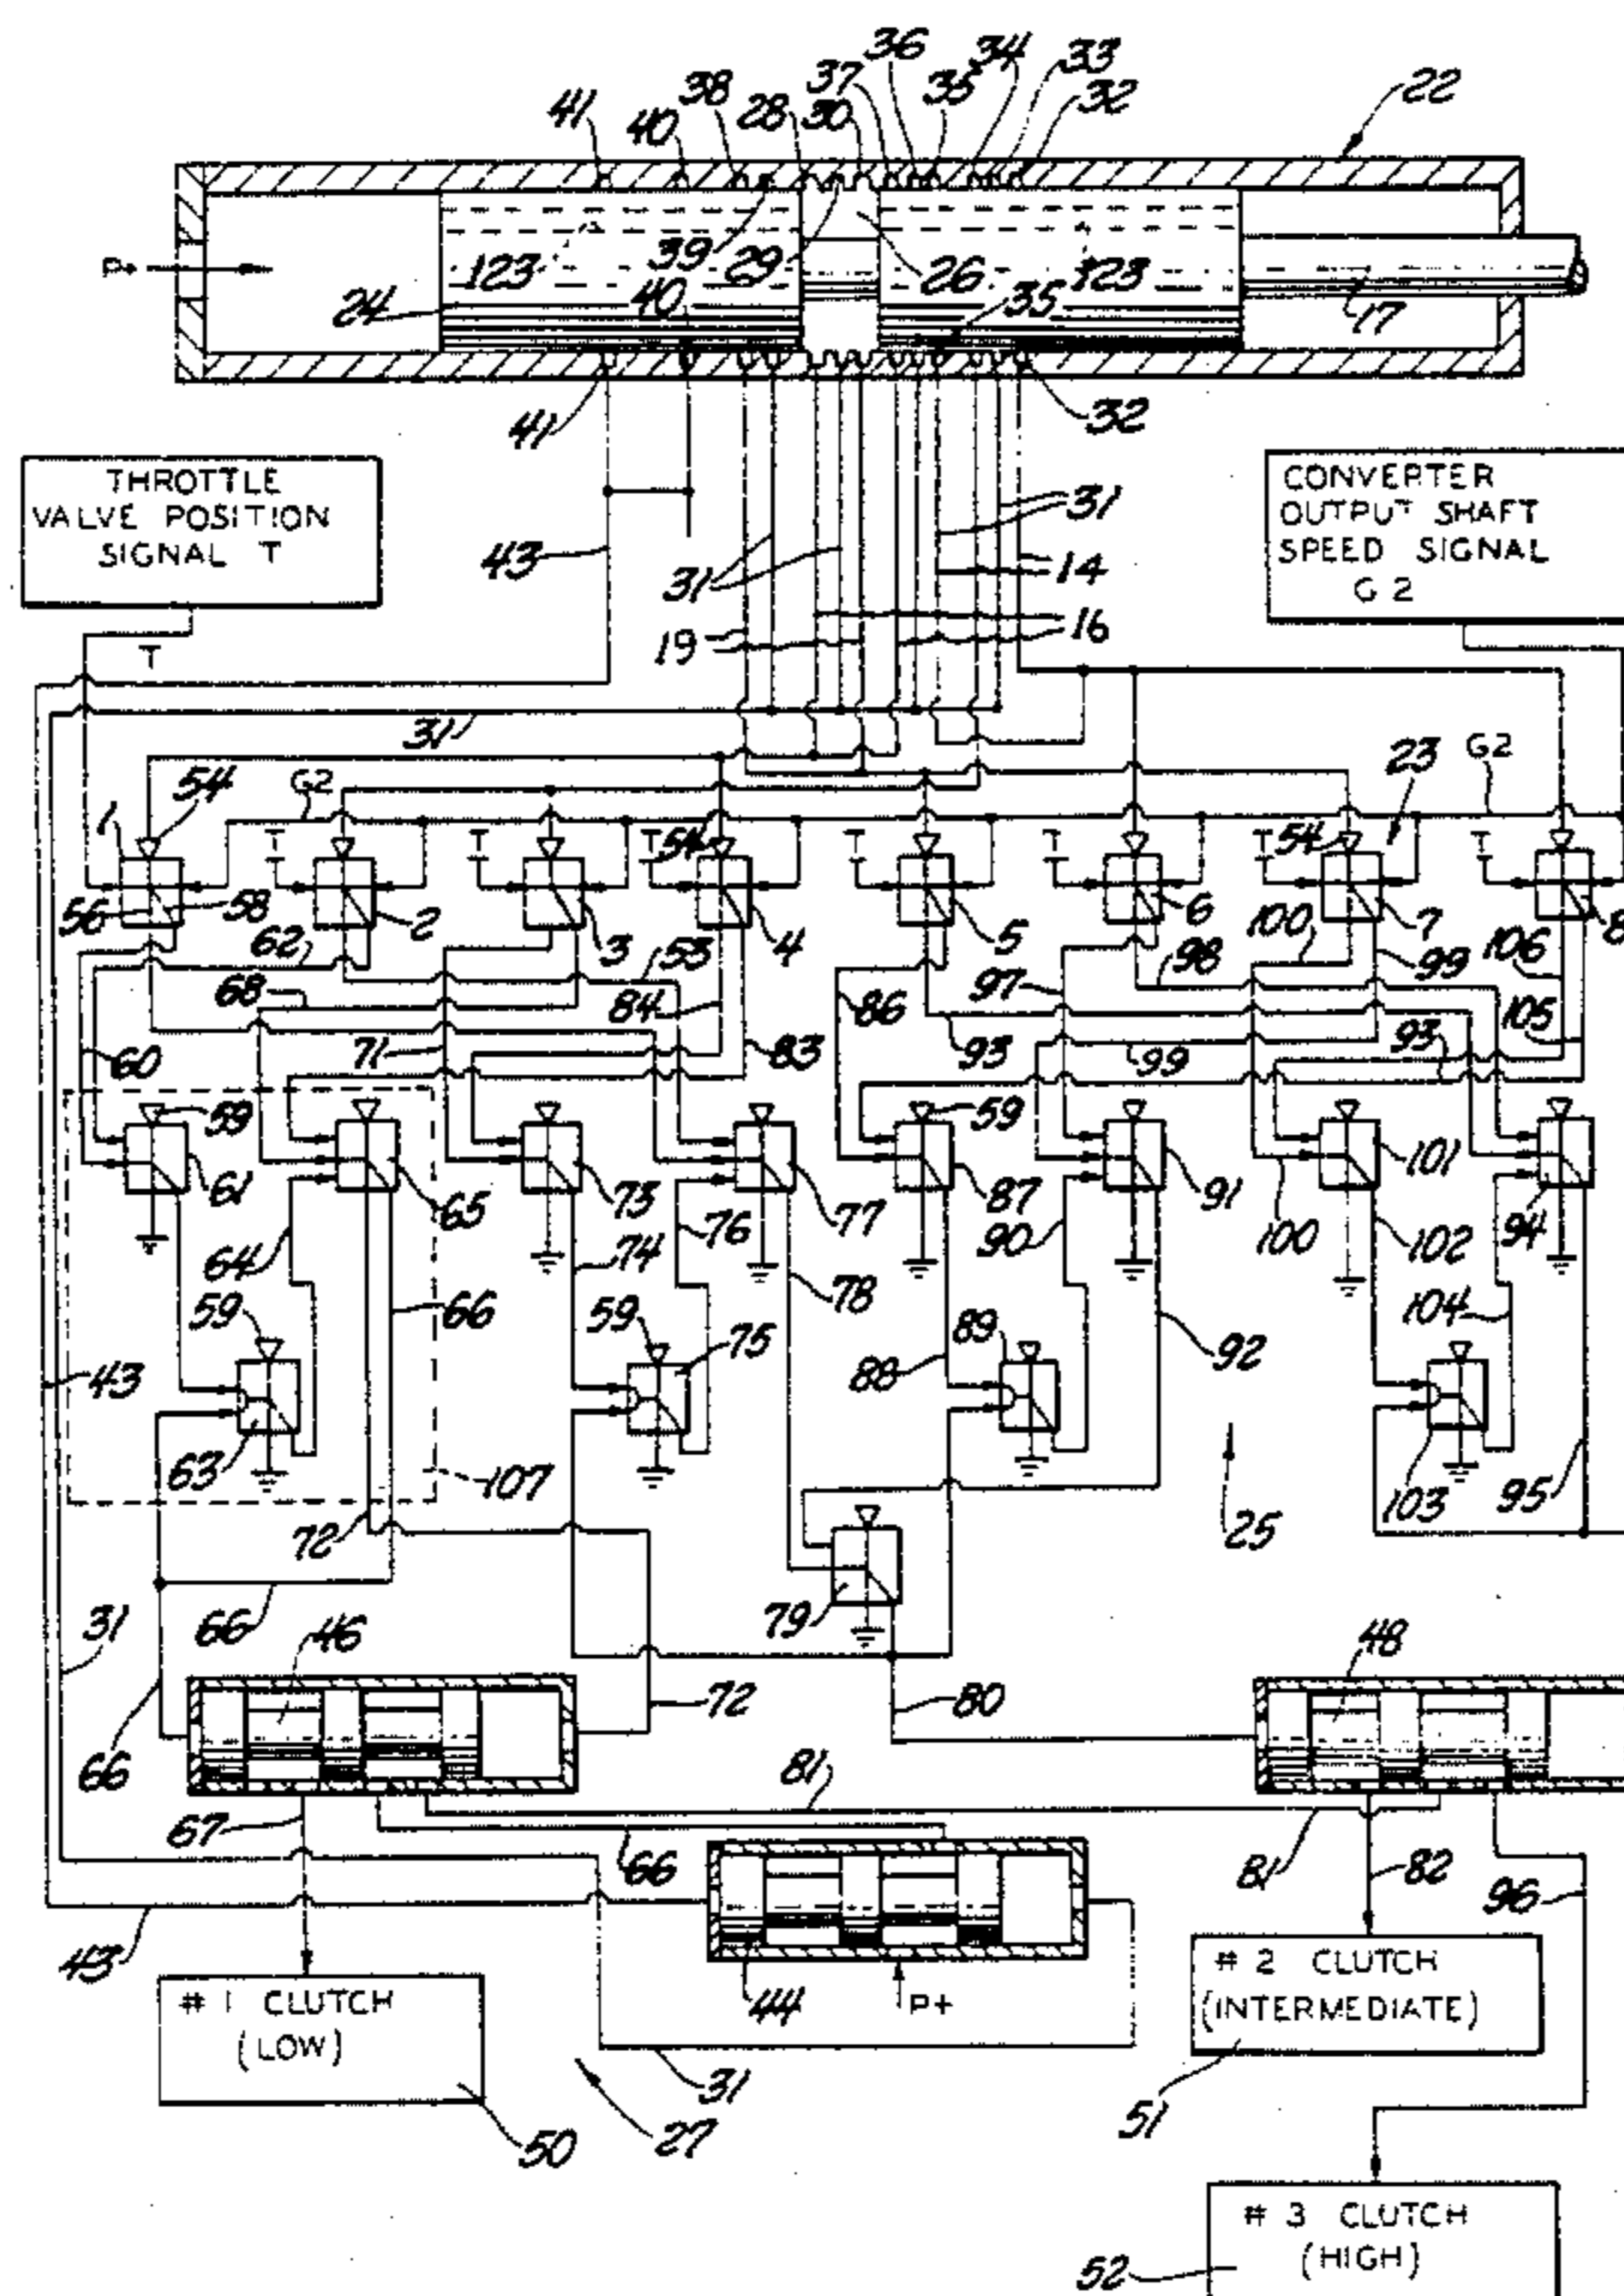 36 34 33
41 40 38 28 37 30 35 32 22
P+ 123 39 29 26 123
24 40 35 17
41 32
THROTTLE
VALVE POSITION
SIGNAL T
CONVERTER
OUTPUT SHAFT
SPEED SIGNAL
G 2
43 31 31 14
19 16
T
31
54 G2 23 G2
1 T T T 54 T T T 54 T
56 58 2 3 4 5 6 7 8
62 53 100 99 106
68 84 97 98
60 71 83 86 93 99 93 105
59 59
61 65 73 77 87 91 101 94
64 74 76 90 100 102
66 78 104
59 59 75 89 92
43 88
63 107 103 95
72 25
79
66
31 46 48
66 72 80
81
67 66 81 82 96
43
# 1 CLUTCH
(LOW)
44 P+
# 2 CLUTCH
(INTERMEDIATE)
31
50 27 51
# 3 CLUTCH
(HIGH)
52